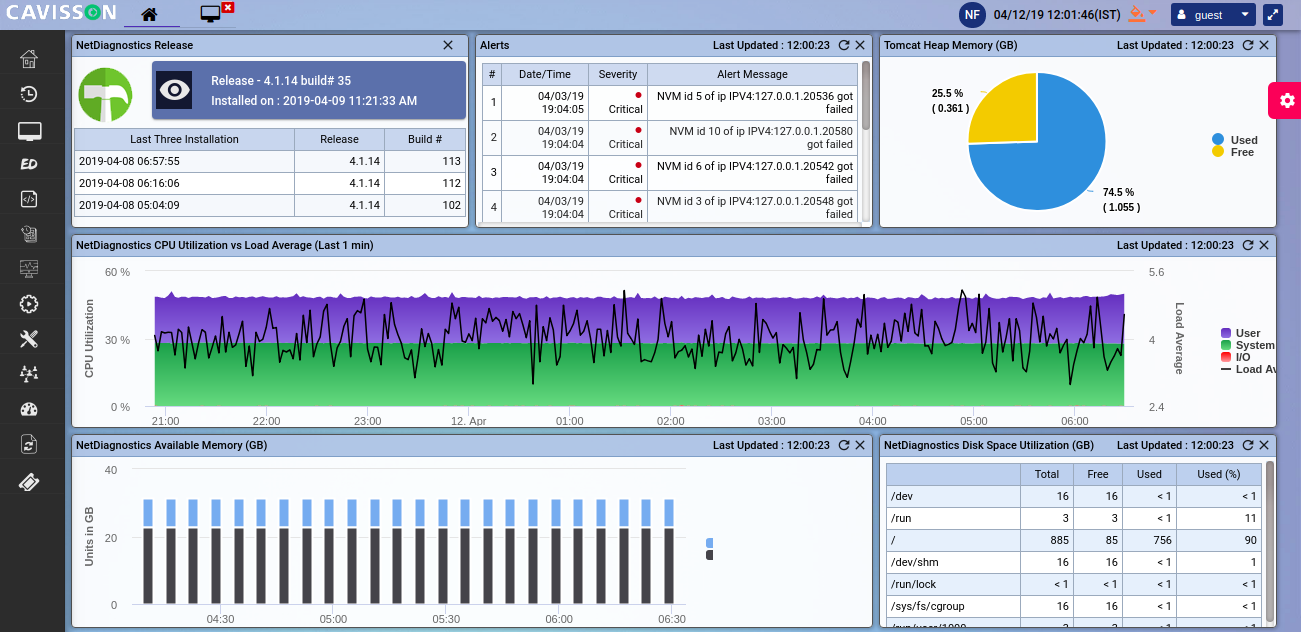 CAVISSON
NF 04/12/19 12:01:46(IST) guest
ED
NetDiagnostics Release
Release - 4.1.14 build# 35
Installed on : 2019-04-09 11:21:33 AM
Last Three Installation Release Build #
2019-04-08 06:57:55 4.1.14 113
2019-04-08 06:16:06 4.1.14 112
2019-04-08 05:04:09 4.1.14 102
Alerts Last Updated : 12:00:23
# Date/Time Severity Alert Message
1 04/03/19 19:04:05 Critical NVM id 5 of ip IPV4:127.0.0.1.20536 got
failed
2 04/03/19 19:04:04 Critical NVM id 10 of ip IPV4:127.0.0.1.20580
got failed
3 04/03/19 19:04:04 Critical NVM id 6 of ip IPV4:127.0.0.1.20542 got
failed
4 04/03/19 19:04:04 Critical NVM id 3 of ip IPV4:127.0.0.1.20548 got
failed
Tomcat Heap Memory (GB) Last Updated : 12:00:23
25.5 %
( 0.361 )
74.5 %
( 1.055 )
Used
Free
NetDiagnostics CPU Utilization vs Load Average (Last 1 min) Last Updated : 12:00:23
60 %
30 %
0 %
CPU Utilization
5.6
4
2.4
Load Average
21:00 22:00 23:00 12. Apr 01:00 02:00 03:00 04:00 05:00 06:00
User
System
I/O
Load Av
NetDiagnostics Available Memory (GB) Last Updated : 12:00:23
40
20
0
Units in GB
04:30 05:00 05:30 06:00 06:30
NetDiagnostics Disk Space Utilization (GB) Last Updated : 12:00:23
Total Free Used Used (%)
/dev 16 16 < 1 < 1
/run 3 3 < 1 11
/ 885 85 756 90
/dev/shm 16 16 < 1 1
/run/lock < 1 < 1 < 1 < 1
/sys/fs/cgroup 16 16 < 1 < 1